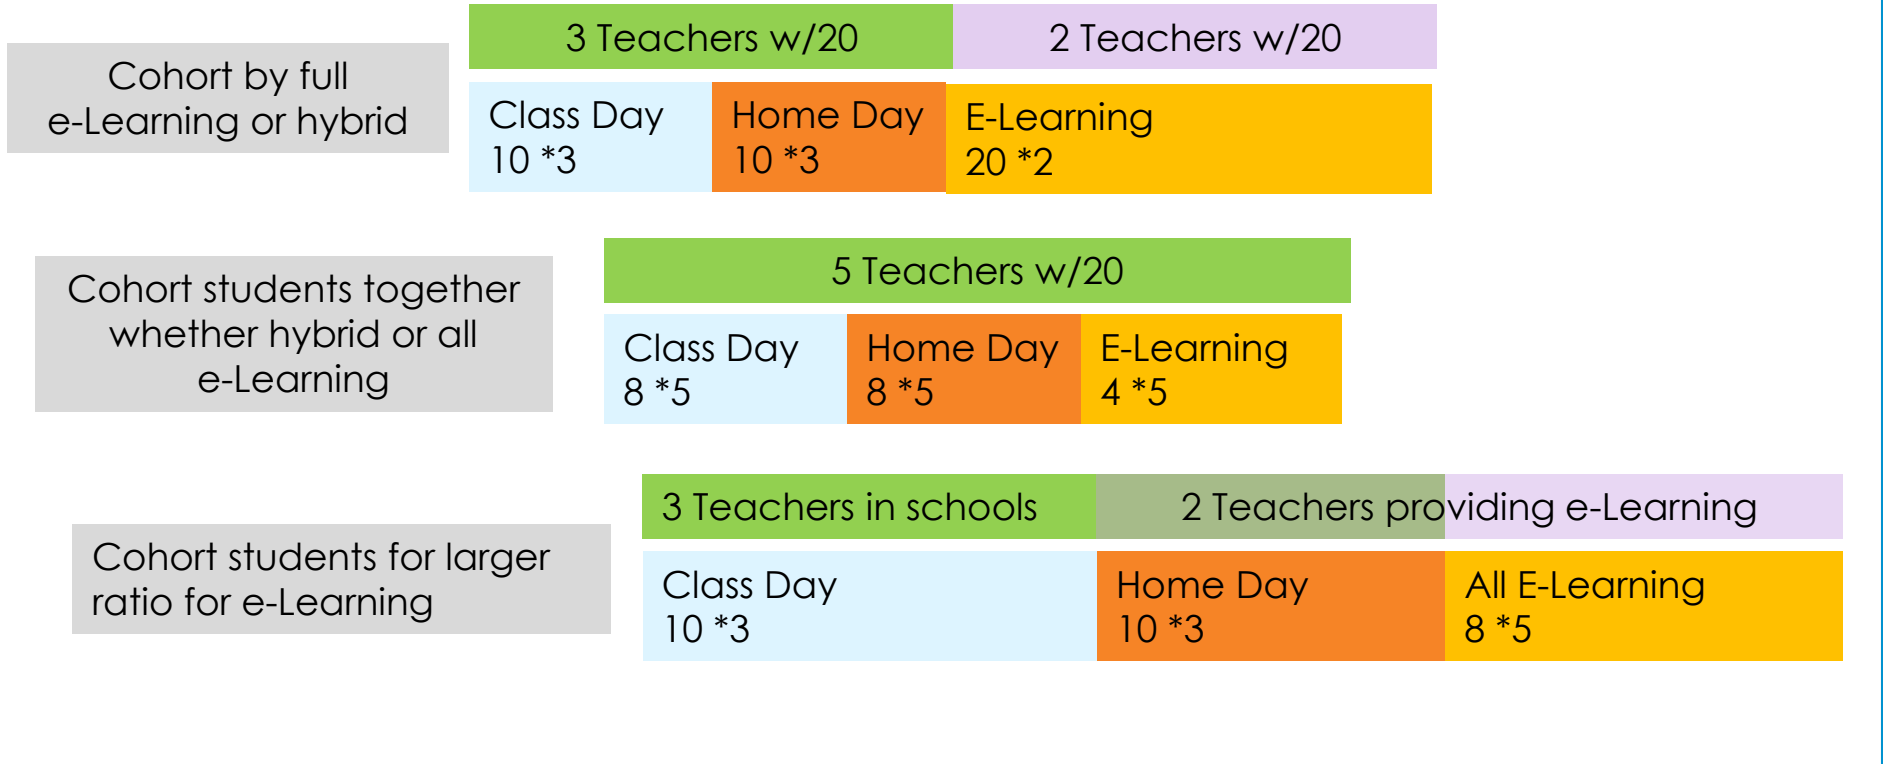 3 Teachers w/20
2 Teachers w/20
Cohort by full
e-Learning or hybrid
Class Day
10 *3
Home Day
10 *3
E-Learning
20 *2
5 Teachers w/20
Cohort students together
whether hybrid or all
e-Learning
Class Day
8 *5
Home Day
8 *5
E-Learning
4 *5
3 Teachers in schools
2 Teachers providing e-Learning
Cohort students for larger
ratio for e-Learning
Class Day
10 *3
Home Day
10 *3
All E-Learning
8 *5